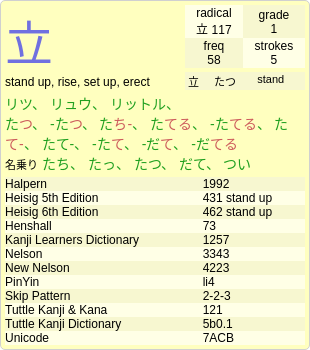 立
radical
立 117
grade
1
freq
58
strokes
5
stand up, rise, set up, erect
立 たつ stand
リツ、 リュウ、 リットル、
たつ、 -たつ、 たち-、 たてる、 -たてる、 た
て-、 たて-、 -たて、 -だて、 -だてる
名乗り たち、 たっ、 たつ、 だて、 つい
Halpern 1992
Heisig 5th Edition 431 stand up
Heisig 6th Edition 462 stand up
Henshall 73
Kanji Learners Dictionary 1257
Nelson 3343
New Nelson 4223
PinYin li4
Skip Pattern 2-2-3
Tuttle Kanji & Kana 121
Tuttle Kanji Dictionary 5b0.1
Unicode 7ACB